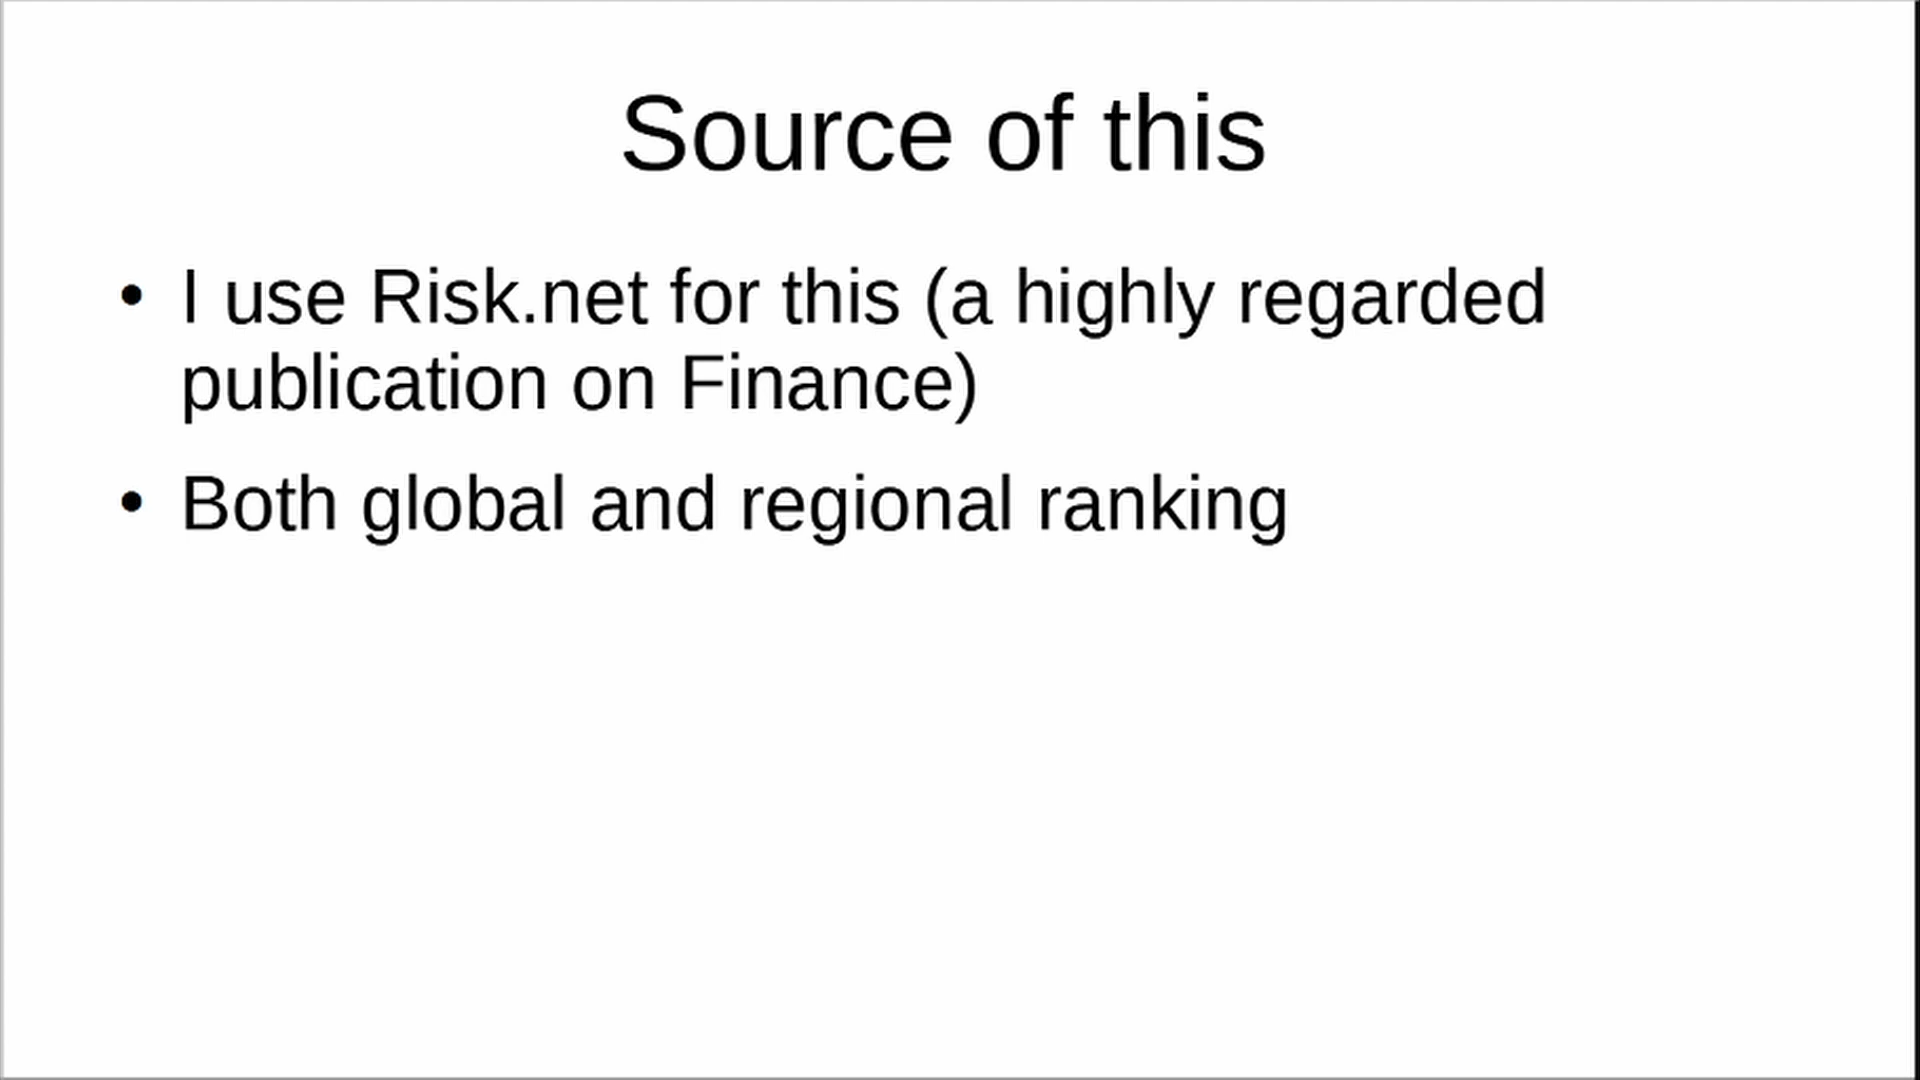 Source of this
• I use Risk.net for this (a highly regarded
publication on Finance)
• Both global and regional ranking